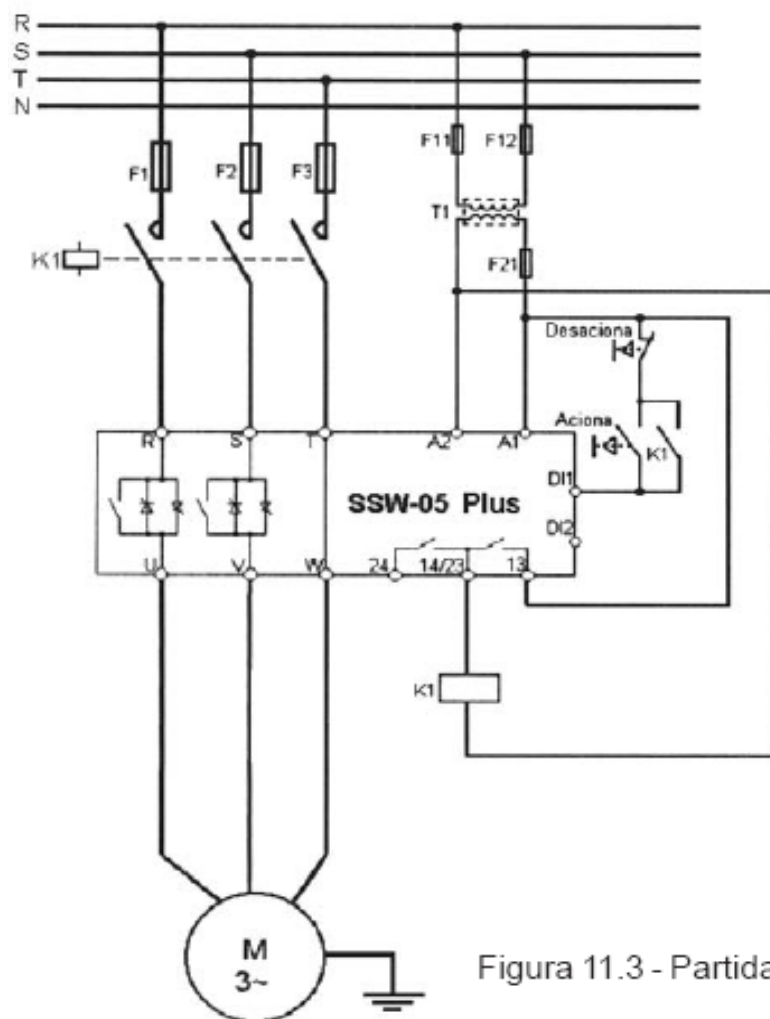 R
S
T
N
F1
F2
F3
F11
F12
T1
K1
F21
Desaciona
Aciona
K1
R
S
T
A2
A1
DI1
SSW-05 Plus
DI2
U
V
W
24
14/23
13
K1
M
3~
Figura 11.3 - Partida